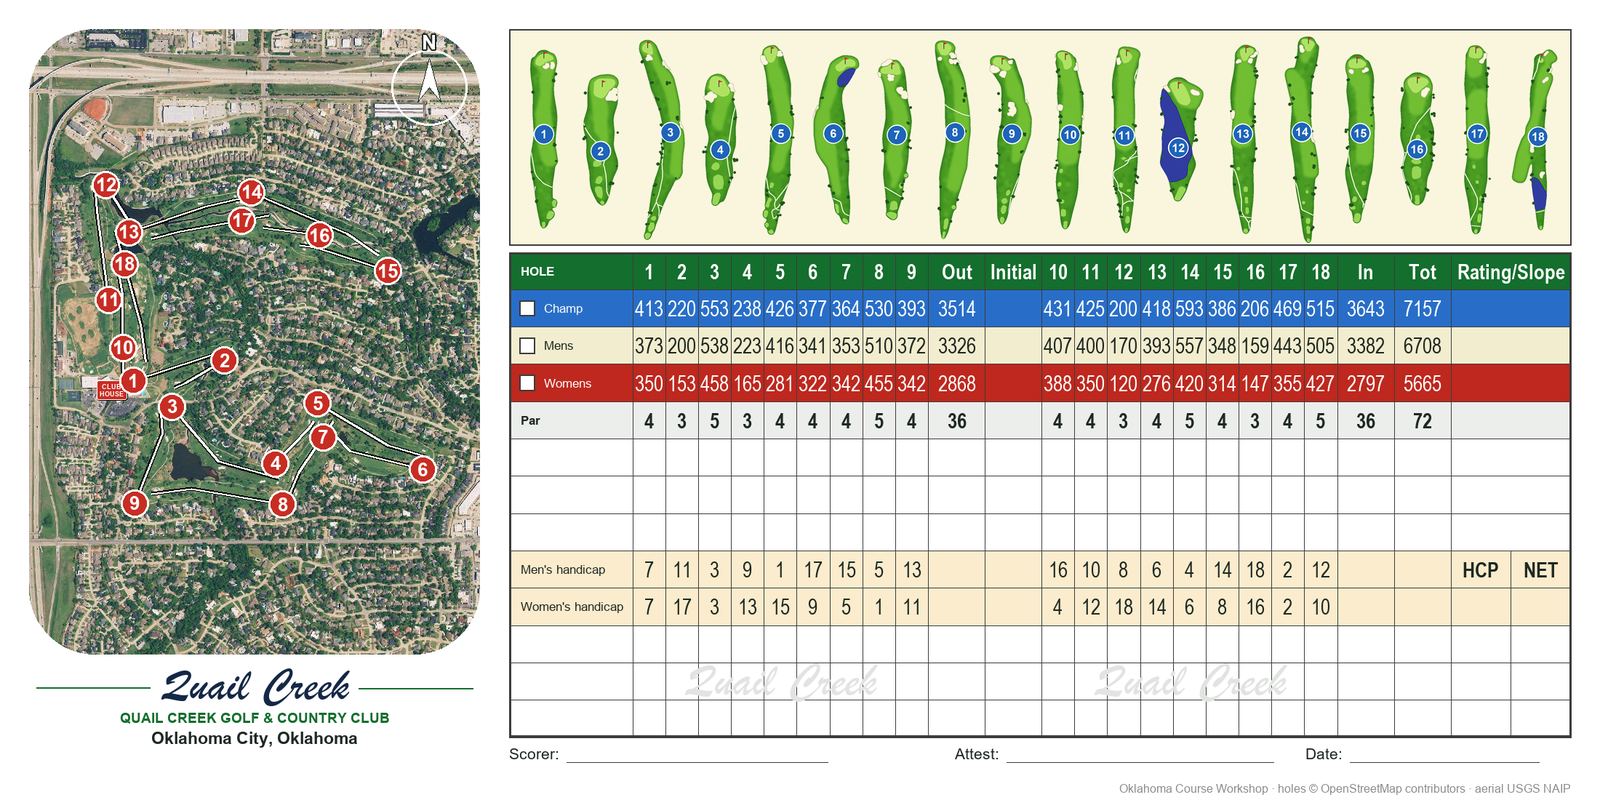 N
12
14
13
17
16
18
15
11
10
2
1
CLUB HOUSE
3
5
7
4
6
9
8
Quail Creek
QUAIL CREEK GOLF & COUNTRY CLUB
Oklahoma City, Oklahoma
1 2 3 4 5 6 7 8 9 10 11 12 13 14 15 16 17 18
HOLE 1 2 3 4 5 6 7 8 9 Out Initial 10 11 12 13 14 15 16 17 18 In Tot Rating/Slope
Champ 413 220 553 238 426 377 364 530 393 3514 431 425 200 418 593 386 206 469 515 3643 7157
Mens 373 200 538 223 416 341 353 510 372 3326 407 400 170 393 557 348 159 443 505 3382 6708
Womens 350 153 458 165 281 322 342 455 342 2868 388 350 120 276 420 314 147 355 427 2797 5665
Par 4 3 5 3 4 4 4 5 4 36 4 4 3 4 5 4 3 4 5 36 72
Men's handicap 7 11 3 9 1 17 15 5 13 16 10 8 6 4 14 18 2 12 HCP NET
Women's handicap 7 17 3 13 15 9 5 1 11 4 12 18 14 6 8 16 2 10
Quail Creek Quail Creek
Scorer: Attest: Date:
Oklahoma Course Workshop · holes © OpenStreetMap contributors · aerial USGS NAIP